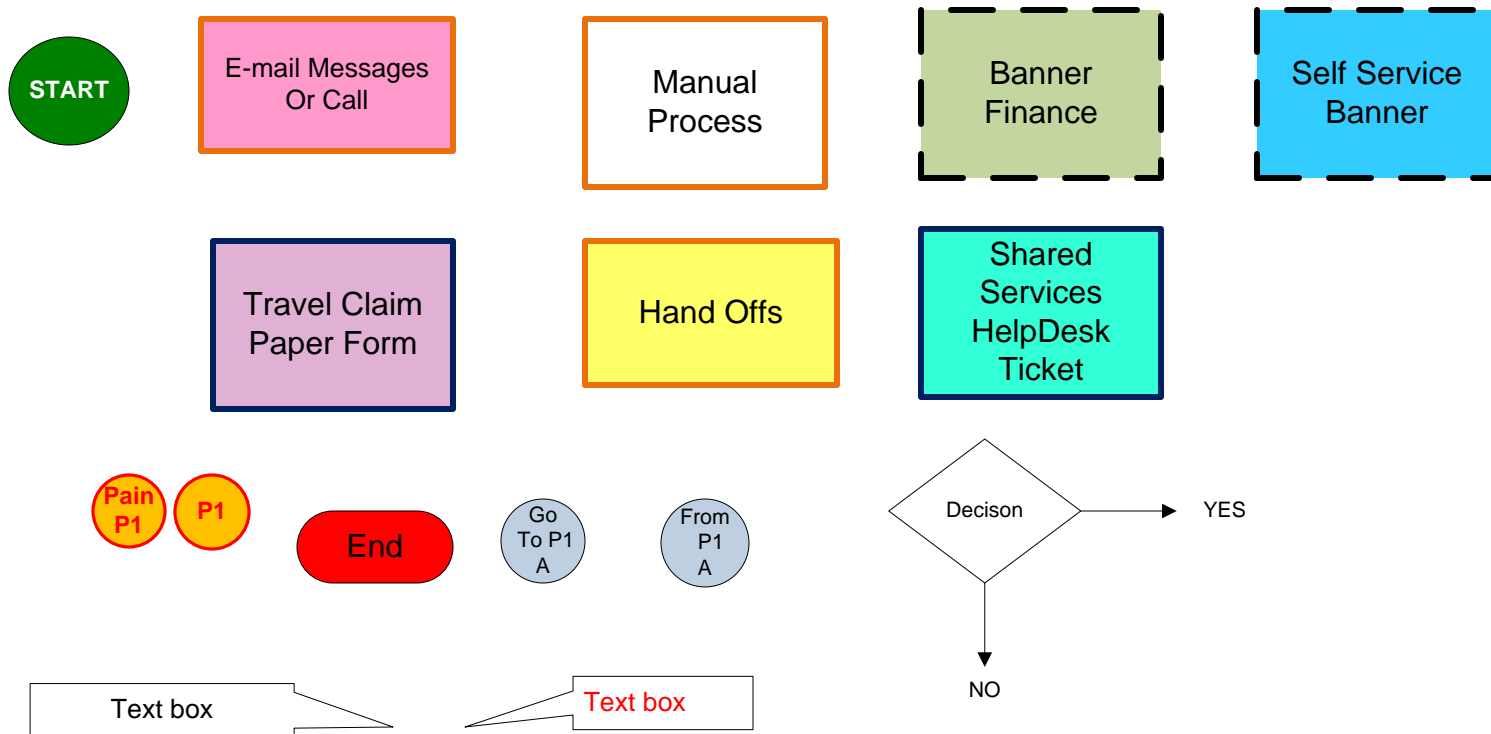 START
E-mail Messages
Or Call
Manual
Process
Banner
Finance
Self Service
Banner
Travel Claim
Paper Form
Hand Offs
Shared
Services
HelpDesk
Ticket
Pain
P1
P1
End
Go
To P1
A
From
P1
A
Decison
YES
NO
Text box
Text box